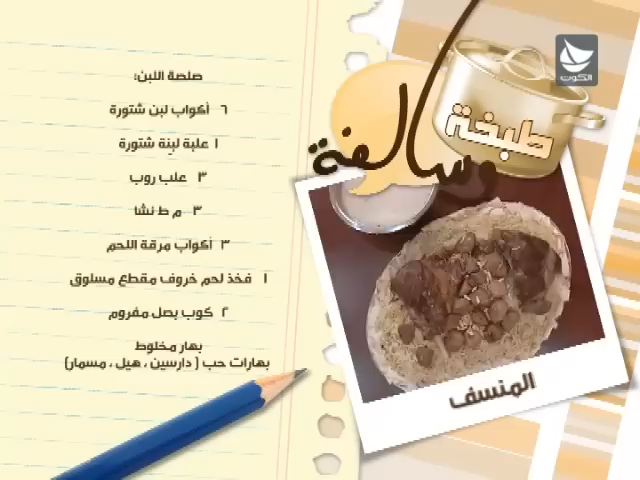 صلصة اللبن:
٦ أكواب لبن شتورة
١ علبة لبنة شتورة
٣ علب روب
٣ م ط نشا
٣ أكواب مرقة اللحم
١ فخذ لحم خروف مقطع مسلوق
٢ كوب بصل مفروم
بهار مخلوط
بهارات حب ( دارسين ، هيل ، مسمار)
الكوت
طبخة
وسالفة
المنسف